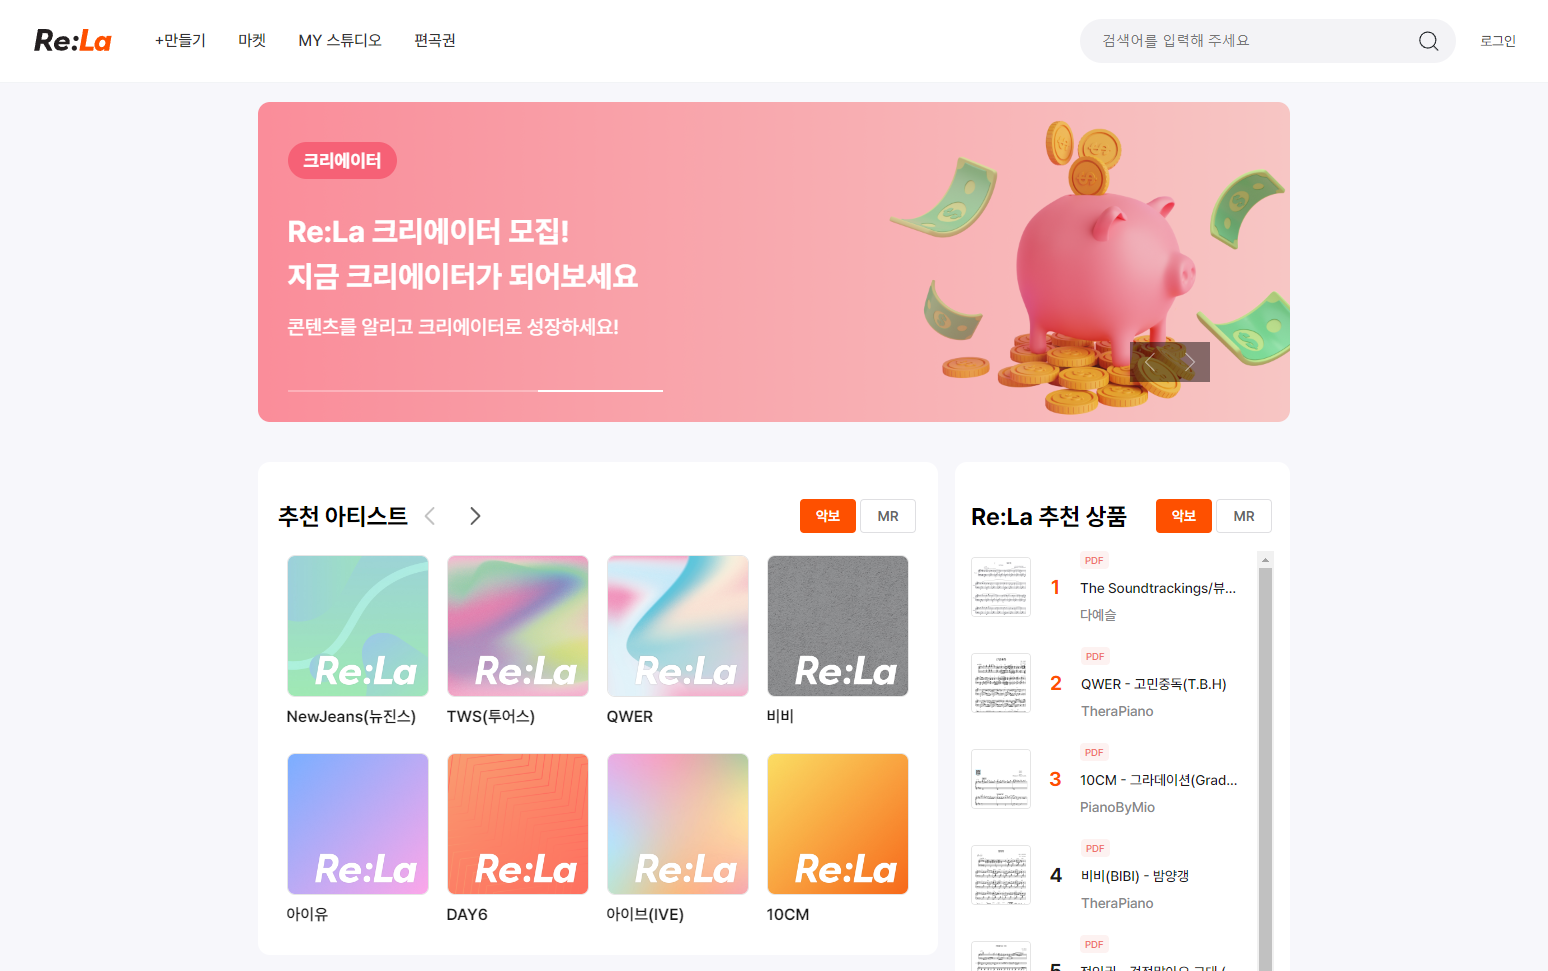 Re:La
+만들기
마켓
MY 스튜디오
편곡권
검색어를 입력해 주세요
로그인
크리에이터
Re:La 크리에이터 모집!
지금 크리에이터가 되어보세요
콘텐츠를 알리고 크리에이터로 성장하세요!
추천 아티스트
악보
MR
Re:La
Re:La
Re:La
Re:La
NewJeans(뉴진스)
TWS(투어스)
QWER
비비
Re:La
Re:La
Re:La
Re:La
아이유
DAY6
아이브(IVE)
10CM
Re:La 추천 상품
악보
MR
PDF
1
The Soundtrackings/뷰...
다예슬
PDF
2
QWER - 고민중독(T.B.H)
TheraPiano
PDF
3
10CM - 그라데이션(Grad...
PianoByMio
PDF
4
비비(BIBI) - 밤양갱
TheraPiano
PDF
5